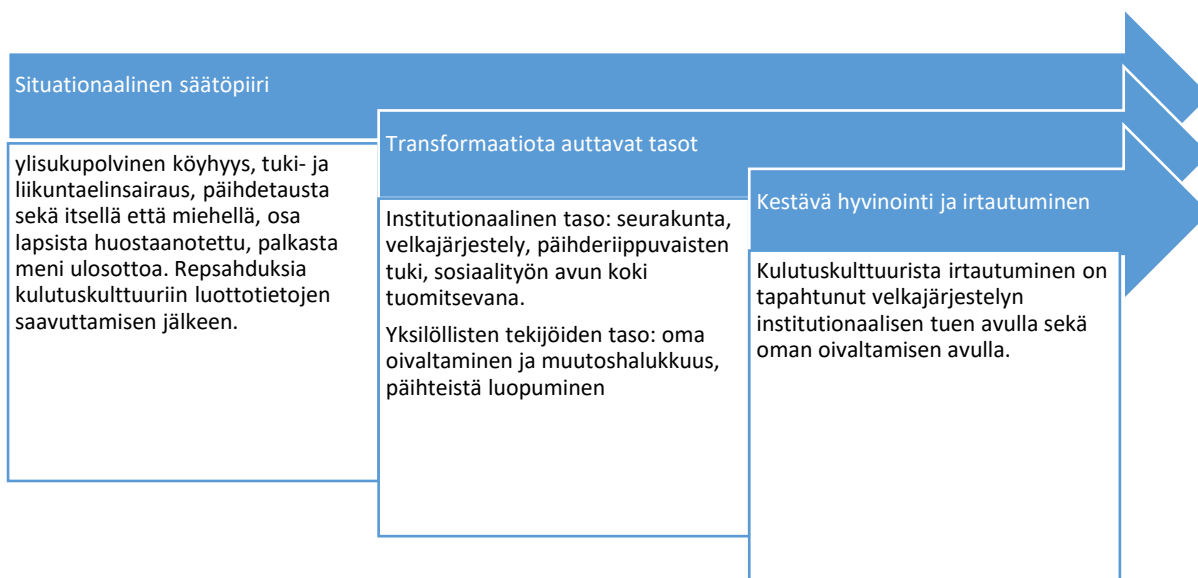 Situationaalinen säätöpiiri
ylisukupolvinen köyhyys, tuki- ja
liikuntaelinsairaus, päihdetausta
sekä itsellä että miehellä, osa
lapsista huostaanotettu, palkasta
meni ulosottoa. Repsahduksia
kulutuskulttuuriin luottotietojen
saavuttamisen jälkeen.
Transformaatiota auttavat tasot
Institutionaalinen taso: seurakunta,
velkajärjestely, päihderiippuvaisten
tuki, sosiaalityön avun koki
tuomitsevana.
Yksilöllisten tekijöiden taso: oma
oivaltaminen ja muutoshalukkuus,
päihteistä luopuminen
Kestävä hyvinointi ja irtautuminen
Kulutuskulttuurista irtautuminen on
tapahtunut velkajärjestelyn
institutionaalisen tuen avulla sekä
oman oivaltamisen avulla.